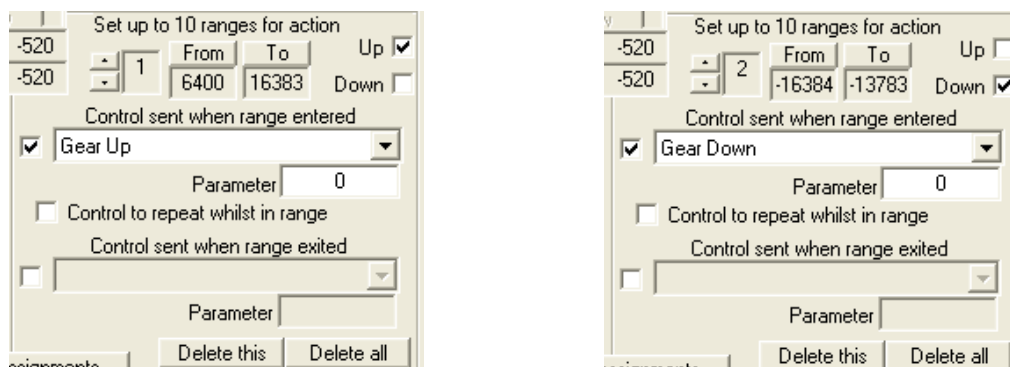 Set up to 10 ranges for action
-520
From
To
Up
-520
1
6400
16383
Down
Control sent when range entered
Gear Up
Parameter
0
Control to repeat whilst in range
Control sent when range exited
Parameter
Delete this
Delete all
Set up to 10 ranges for action
-520
From
To
Up
-520
2
-16384
-13783
Down
Control sent when range entered
Gear Down
Parameter
0
Control to repeat whilst in range
Control sent when range exited
Parameter
Delete this
Delete all